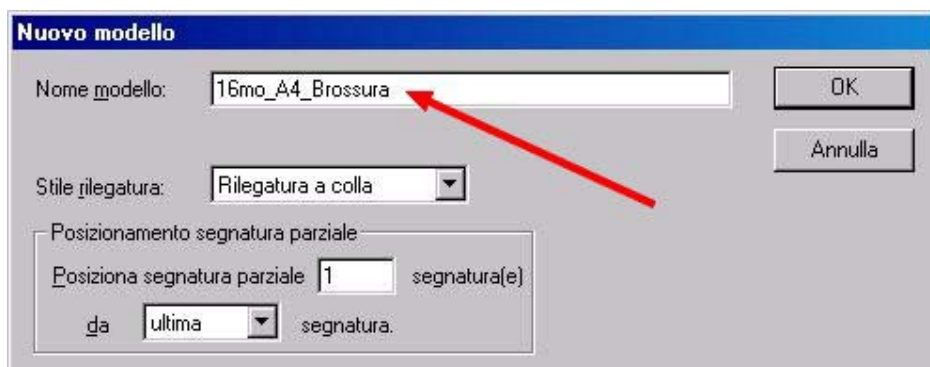 Nuovo modello
Nome modello: 16mo_A4_Brossura OK
Annulla
Stile rilegatura: Rilegatura a colla
Posizionamento segnatura parziale
Posiziona segnatura parziale 1 segnatura(e)
da ultima segnatura.